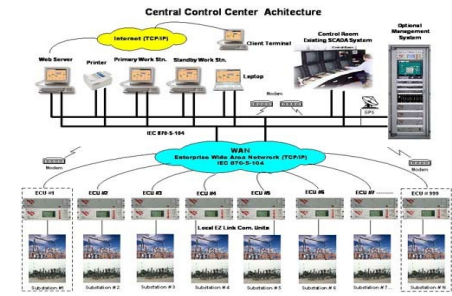 Central Control Center Achitecture
Internet (TCP/IP)
Client Terminal
Control Room
Existing SCADA System
Optional
Management
System
Web Server
Printer
Primary Work Stn.
Standby Work Stn.
Laptop
Modem
GPS
IEC 870-5-104
WAN
Enterprise Wide Area Network (TCP/IP)
IEC 870-5-104
Modem
Modem
ECU #1
ECU #2
ECU #3
ECU #4
ECU #5
ECU #6
ECU #7
ECU # 999
Local EZ Link Com. Units
Substation #1
Substation # 2
Substation # 3
Substation # 4
Substation # 5
Substation # 6
Substation # 7
Substation # N